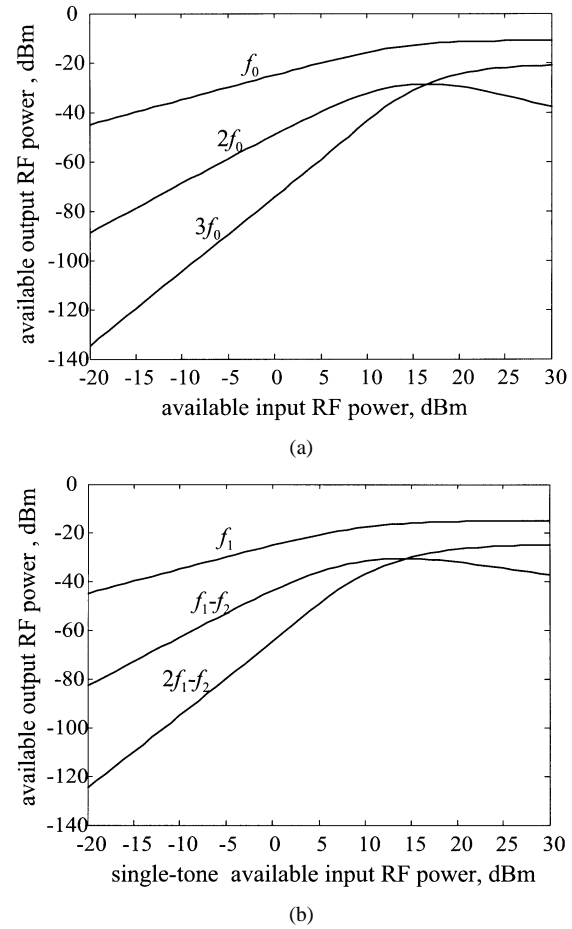 0
-20
-40
-60
-80
-100
-120
-140
available output RF power , dBm
f₀
2f₀
3f₀
-20 -15 -10 -5 0 5 10 15 20 25 30
available input RF power, dBm
(a)
0
-20
-40
-60
-80
-100
-120
-140
available output RF power , dBm
f₁
f₁-f₂
2f₁-f₂
-20 -15 -10 -5 0 5 10 15 20 25 30
single-tone available input RF power, dBm
(b)